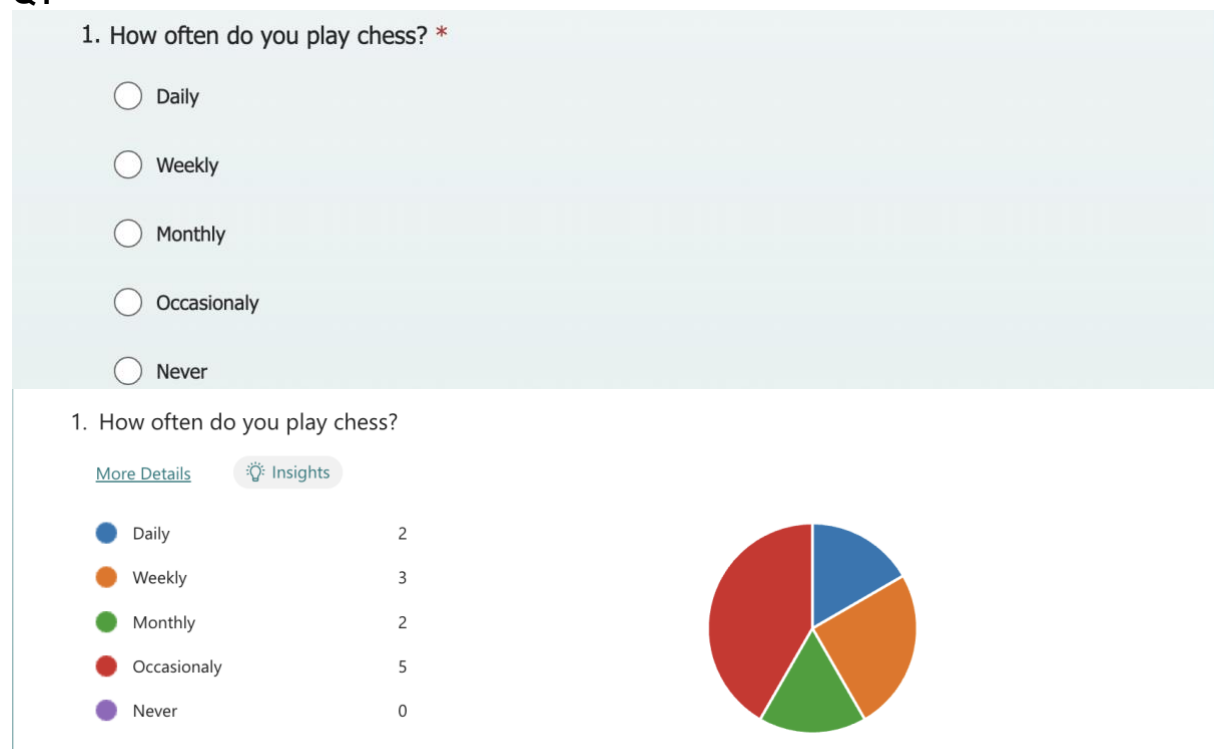 Q1
1. How often do you play chess? *
Daily
Weekly
Monthly
Occasionaly
Never
1. How often do you play chess?
More Details Insights
Daily 2
Weekly 3
Monthly 2
Occasionaly 5
Never 0